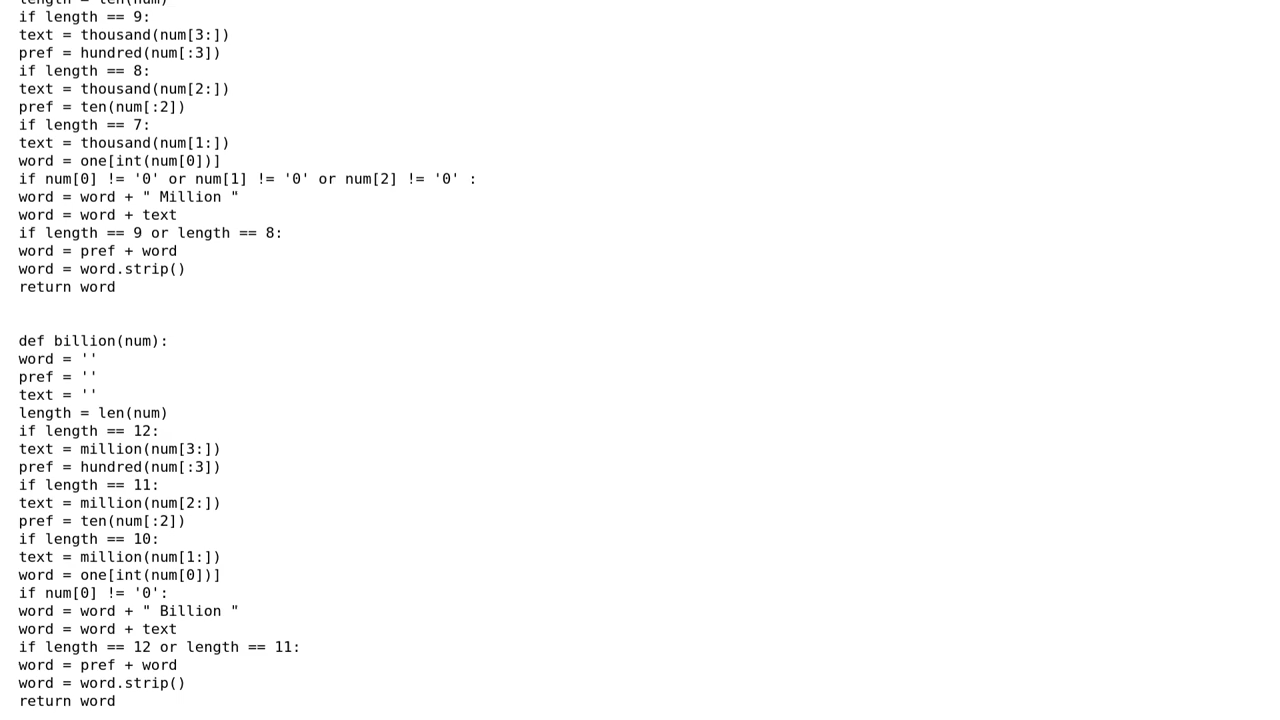 length = len(num)
if length == 9:
text = thousand(num[3:])
pref = hundred(num[:3])
if length == 8:
text = thousand(num[2:])
pref = ten(num[:2])
if length == 7:
text = thousand(num[1:])
word = one[int(num[0])]
if num[0] != '0' or num[1] != '0' or num[2] != '0' :
word = word + " Million "
word = word + text
if length == 9 or length == 8:
word = pref + word
word = word.strip()
return word
def billion(num):
word = ''
pref = ''
text = ''
length = len(num)
if length == 12:
text = million(num[3:])
pref = hundred(num[:3])
if length == 11:
text = million(num[2:])
pref = ten(num[:2])
if length == 10:
text = million(num[1:])
word = one[int(num[0])]
if num[0] != '0':
word = word + " Billion "
word = word + text
if length == 12 or length == 11:
word = pref + word
word = word.strip()
return word